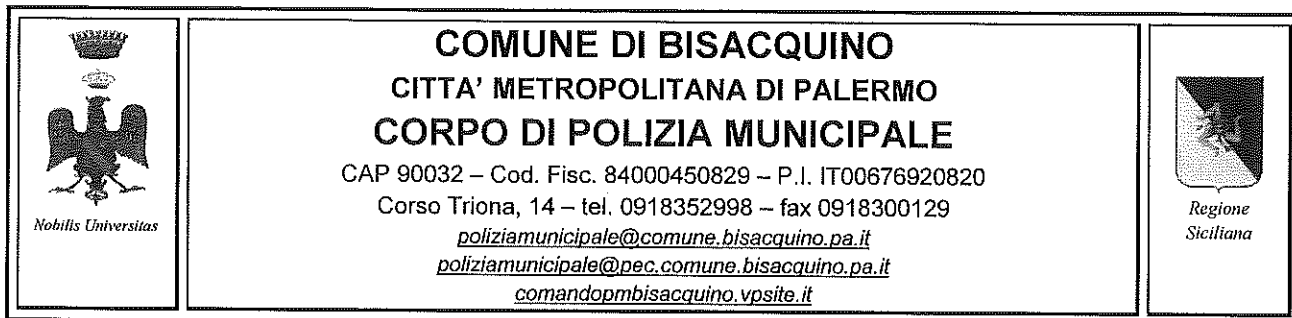 Nobilis Universitas
COMUNE DI BISACQUINO
CITTA' METROPOLITANA DI PALERMO
CORPO DI POLIZIA MUNICIPALE
CAP 90032 – Cod. Fisc. 84000450829 – P.I. IT00676920820
Corso Triona, 14 – tel. 0918352998 – fax 0918300129
poliziamunicipale@comune.bisacquino.pa.it
poliziamunicipale@pec.comune.bisacquino.pa.it
comandopmbisacquino.vpsite.it
Regione
Siciliana